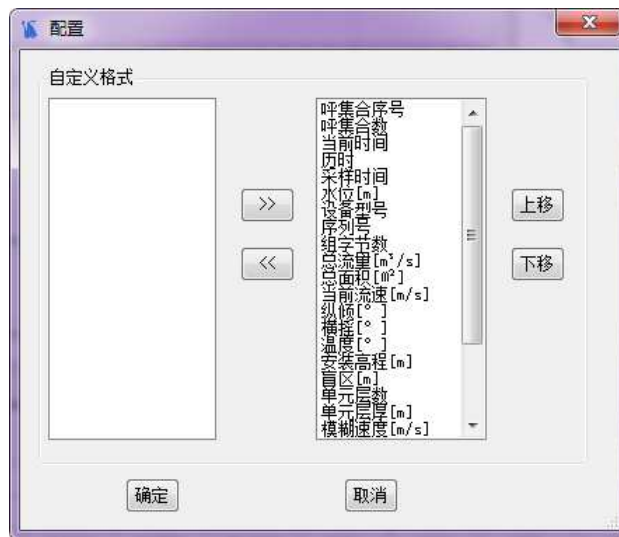 配置
自定义格式
呯集合序号
呯集合数
当前时间
历时
采样时间
水位[m]
设备型号
序列号
组字节数
总流量[m³/s]
总面积[m²]
当前流速[m/s]
纵倾[° ]
横摇[° ]
温度[° ]
安装高程[m]
盲区[m]
单元层数
单元层厚[m]
模糊速度[m/s]
>>
<<
上移
下移
确定
取消